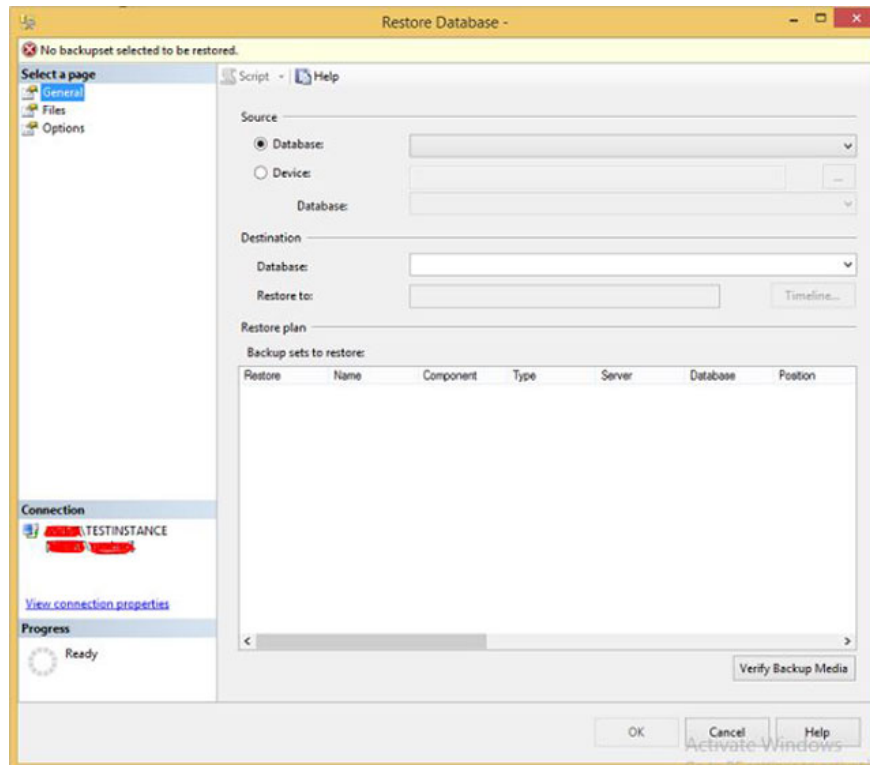 Restore Database -
No backupset selected to be restored.
Select a page
General
Files
Options
Script
Help
Source
Database:
Device:
...
Database:
Destination
Database:
Restore to:
Timeline...
Restore plan
Backup sets to restore:
Restore Name Component Type Server Database Position
Connection
\TESTINSTANCE
View connection properties
Progress
Ready
Verify Backup Media
OK Cancel Help
Activate Windows